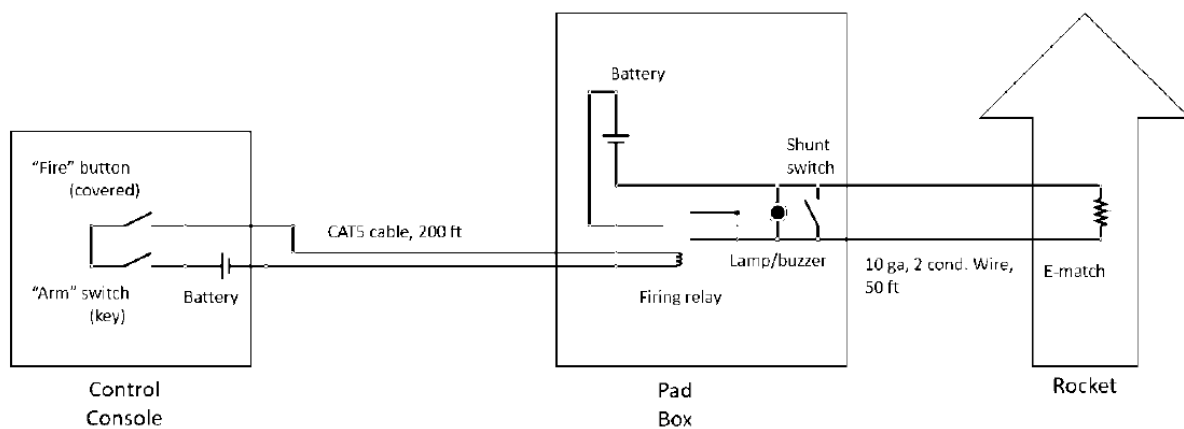 "Fire" button
(covered)
"Arm" switch
(key)
Battery
Control
Console
CAT5 cable, 200 ft
Battery
Shunt
switch
Lamp/buzzer
Firing relay
Pad
Box
10 ga, 2 cond. Wire,
50 ft
E-match
Rocket